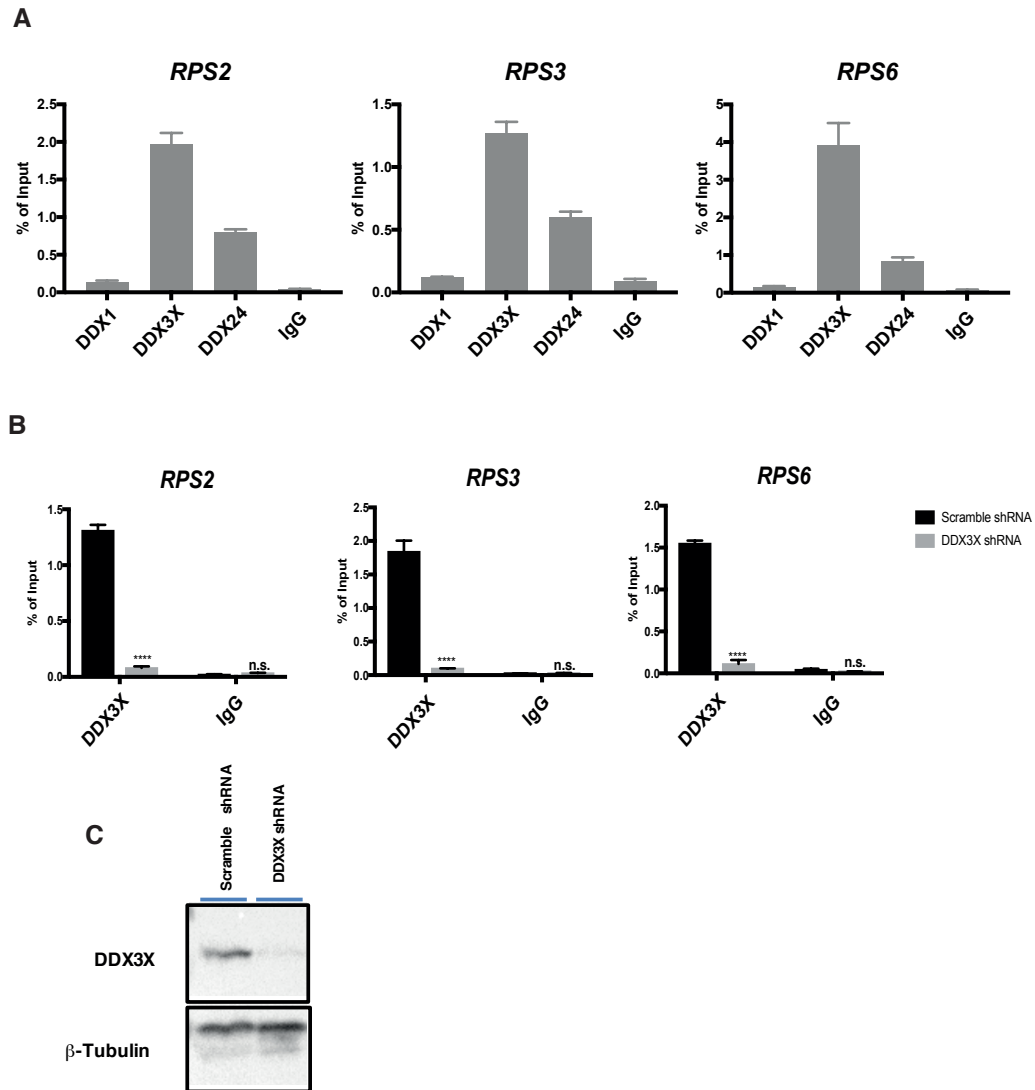 A
RPS2
% of Input
2.5
2.0
1.5
1.0
0.5
0.0
DDX1
DDX3X
DDX24
IgG
RPS3
% of Input
1.5
1.0
0.5
0.0
DDX1
DDX3X
DDX24
IgG
RPS6
% of Input
5
4
3
2
1
0
DDX1
DDX3X
DDX24
IgG
B
RPS2
% of Input
1.5
1.0
0.5
0.0
****
n.s.
DDX3X
IgG
RPS3
% of Input
2.5
2.0
1.5
1.0
0.5
0.0
****
n.s.
DDX3X
IgG
RPS6
% of Input
2.0
1.5
1.0
0.5
0.0
****
n.s.
DDX3X
IgG
Scramble shRNA
DDX3X shRNA
C
Scramble shRNA
DDX3X shRNA
DDX3X
β-Tubulin